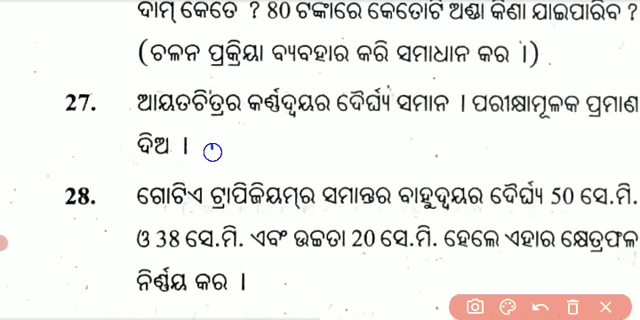 ଦାମ୍ କେତେ ? 80 ଟଙ୍କାରେ କେତୋଟି ଅଣ୍ଡା କିଣା ଯାଇପାରିବ ?
(ଚଳନ ପ୍ରକ୍ରିୟା ବ୍ୟବହାର କରି ସମାଧାନ କର ।)
27. ଆୟତଚିତ୍ରର କର୍ଣ୍ଣଦ୍ୱୟର ଦୈର୍ଘ୍ୟ ସମାନ । ପରୀକ୍ଷାମୂଳକ ପ୍ରମାଣ
ଦିଅ ।
28. ଗୋଟିଏ ଟ୍ରାପିଜିୟମ୍‌ର ସମାନ୍ତର ବାହୁଦ୍ୱୟର ଦୈର୍ଘ୍ୟ 50 ସେ.ମି.
ଓ 38 ସେ.ମି. ଏବଂ ଉଚ୍ଚତା 20 ସେ.ମି. ହେଲେ ଏହାର କ୍ଷେତ୍ରଫଳ
ନିର୍ଣ୍ଣୟ କର ।